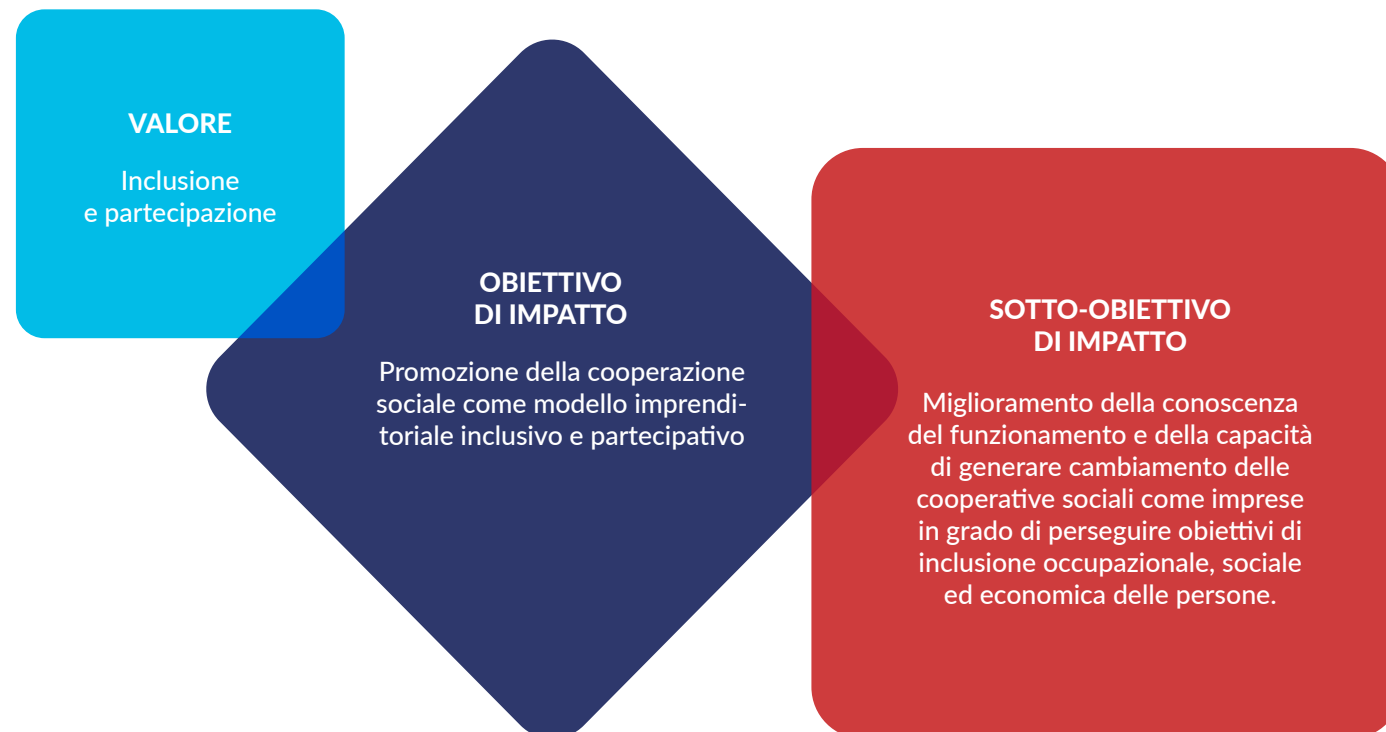 VALORE
Inclusione
e partecipazione
OBIETTIVO
DI IMPATTO
Promozione della cooperazione
sociale come modello imprendi-
toriale inclusivo e partecipativo
SOTTO-OBIETTIVO
DI IMPATTO
Miglioramento della conoscenza
del funzionamento e della capacità
di generare cambiamento delle
cooperative sociali come imprese
in grado di perseguire obiettivi di
inclusione occupazionale, sociale
ed economica delle persone.